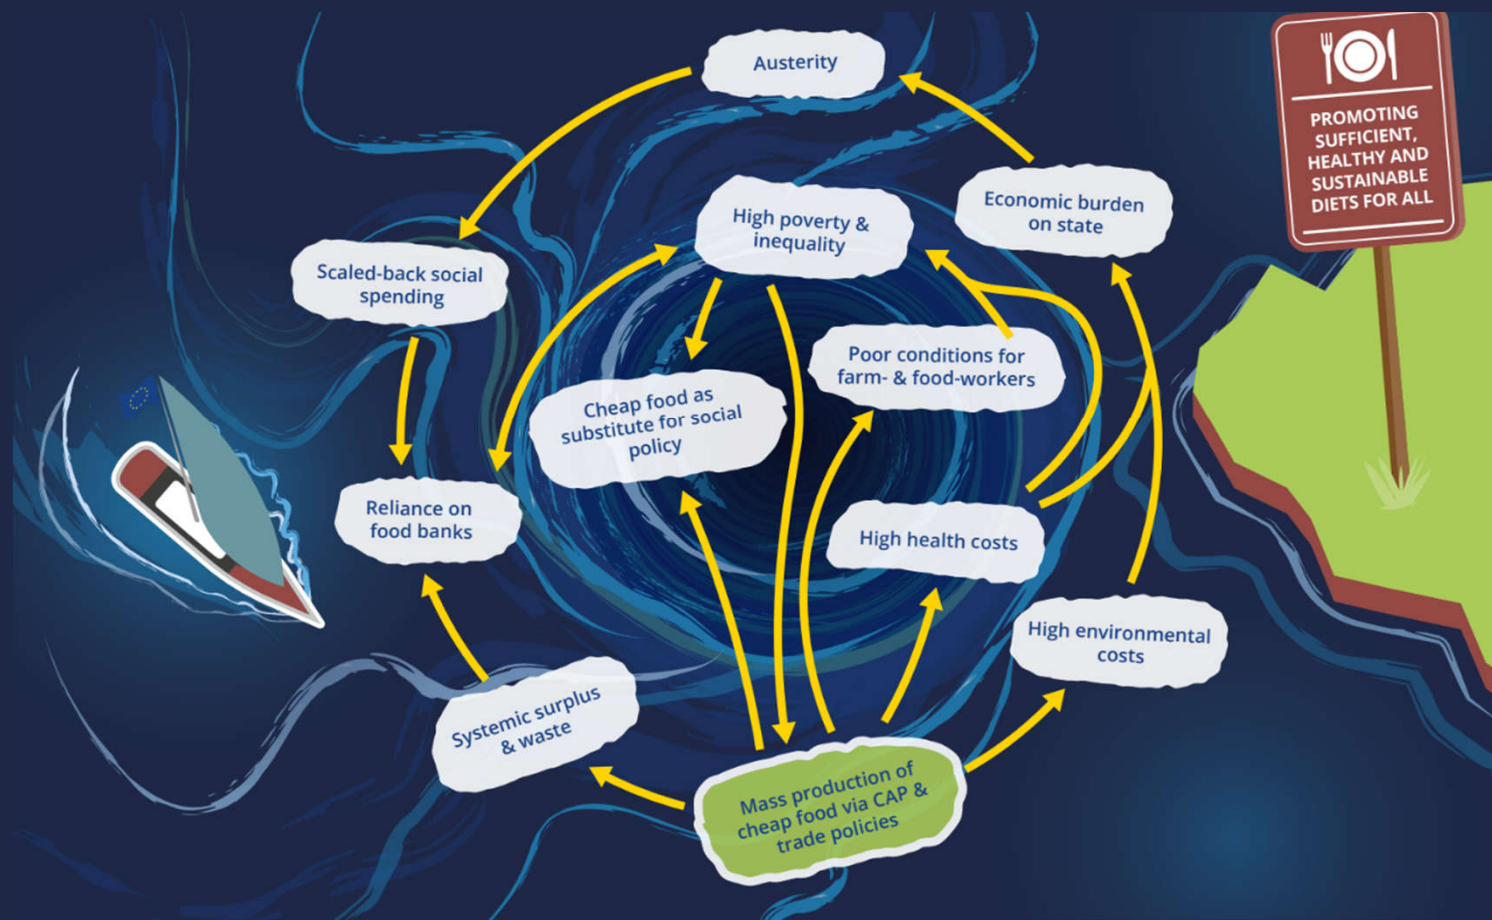 Austerity
PROMOTING
SUFFICIENT,
HEALTHY AND
SUSTAINABLE
DIETS FOR ALL
Economic burden
on state
High poverty &
inequality
Scaled-back social
spending
Poor conditions for
farm- & food-workers
Cheap food as
substitute for social
policy
Reliance on
food banks
High health costs
High environmental
costs
Systemic surplus
& waste
Mass production of
cheap food via CAP &
trade policies